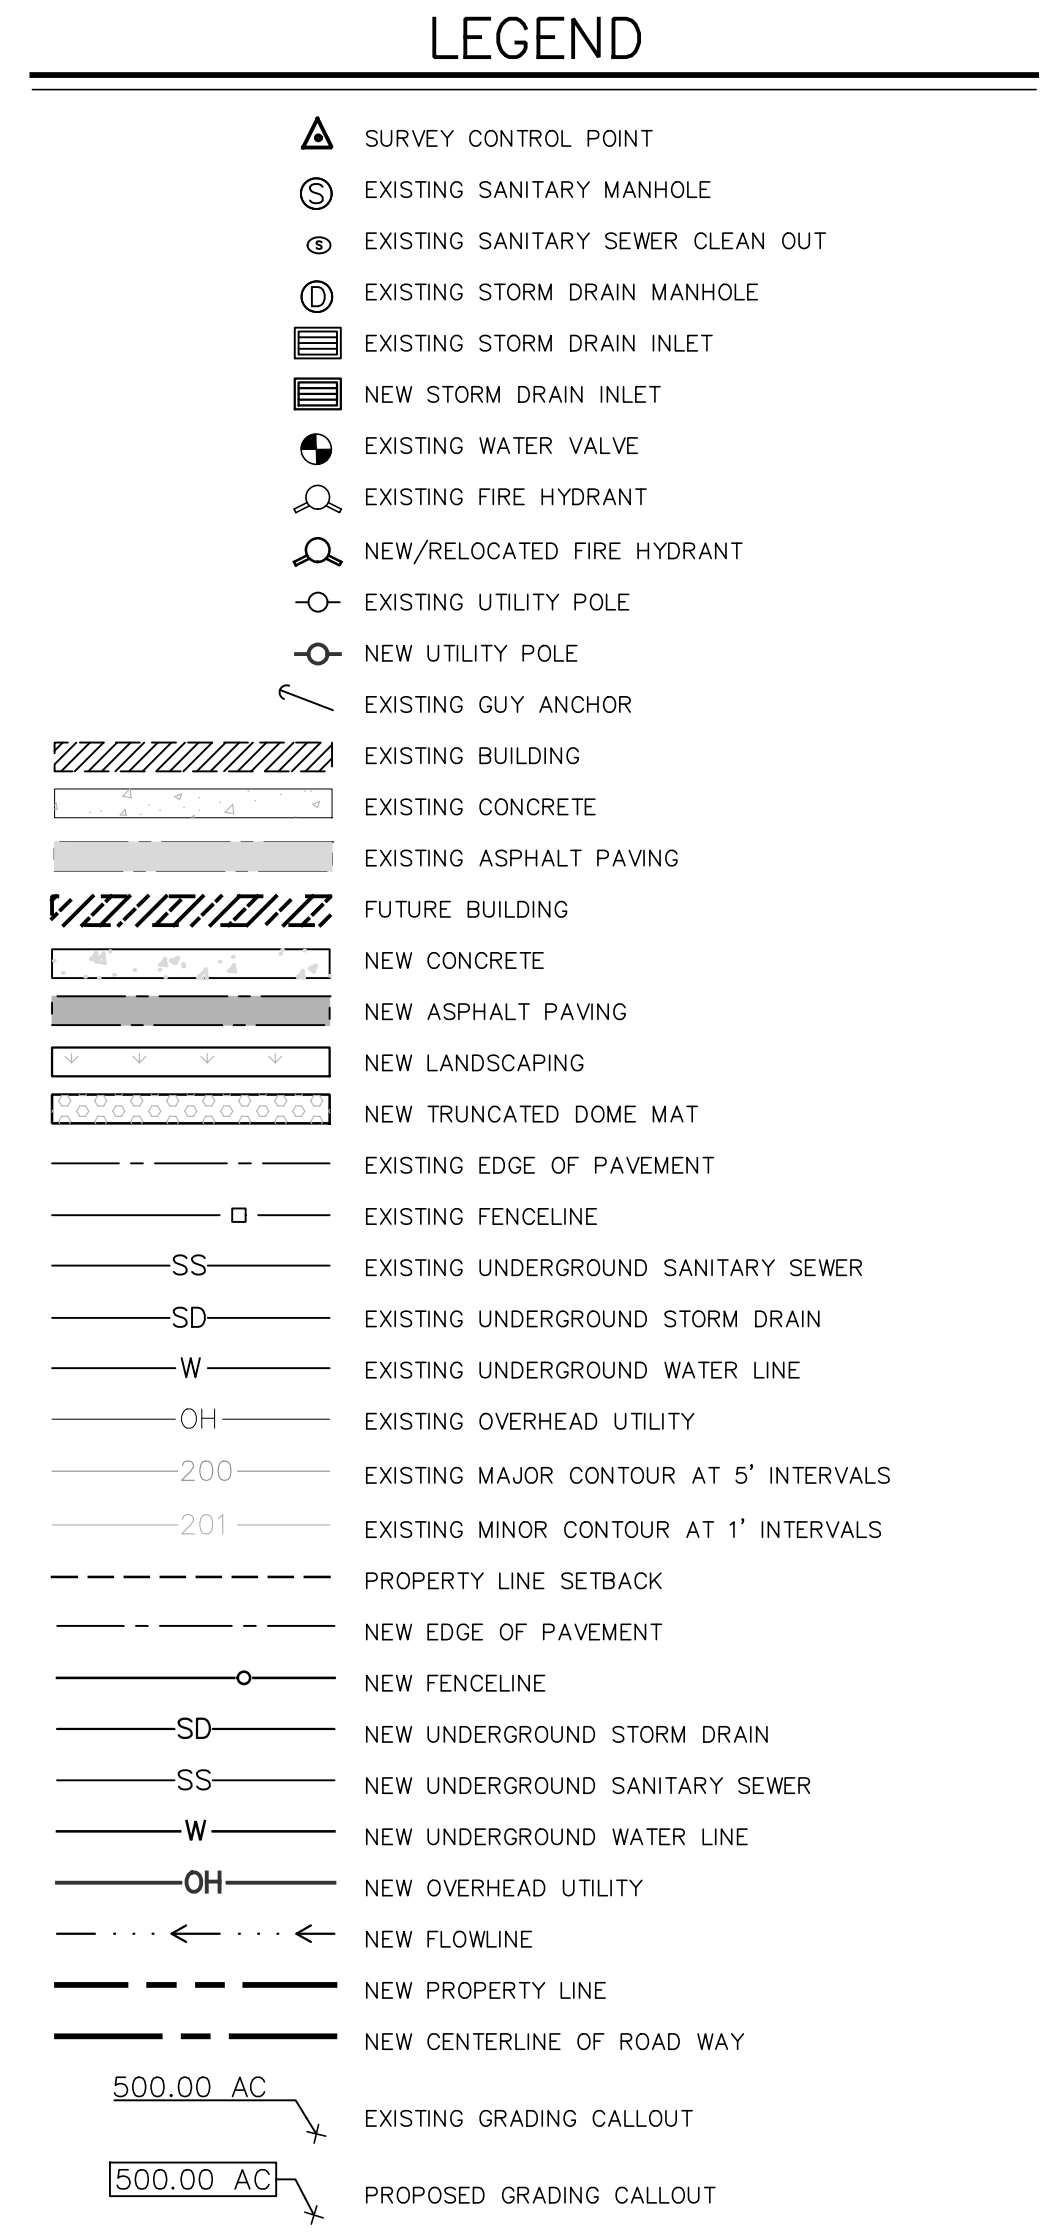 LEGEND
SURVEY CONTROL POINT
S EXISTING SANITARY MANHOLE
S EXISTING SANITARY SEWER CLEAN OUT
D EXISTING STORM DRAIN MANHOLE
EXISTING STORM DRAIN INLET
NEW STORM DRAIN INLET
EXISTING WATER VALVE
EXISTING FIRE HYDRANT
NEW/RELOCATED FIRE HYDRANT
EXISTING UTILITY POLE
NEW UTILITY POLE
EXISTING GUY ANCHOR
EXISTING BUILDING
EXISTING CONCRETE
EXISTING ASPHALT PAVING
FUTURE BUILDING
NEW CONCRETE
NEW ASPHALT PAVING
NEW LANDSCAPING
NEW TRUNCATED DOME MAT
EXISTING EDGE OF PAVEMENT
EXISTING FENCELINE
SS EXISTING UNDERGROUND SANITARY SEWER
SD EXISTING UNDERGROUND STORM DRAIN
W EXISTING UNDERGROUND WATER LINE
OH EXISTING OVERHEAD UTILITY
200 EXISTING MAJOR CONTOUR AT 5' INTERVALS
201 EXISTING MINOR CONTOUR AT 1' INTERVALS
PROPERTY LINE SETBACK
NEW EDGE OF PAVEMENT
NEW FENCELINE
SD NEW UNDERGROUND STORM DRAIN
SS NEW UNDERGROUND SANITARY SEWER
W NEW UNDERGROUND WATER LINE
OH NEW OVERHEAD UTILITY
NEW FLOWLINE
NEW PROPERTY LINE
NEW CENTERLINE OF ROAD WAY
500.00 AC
EXISTING GRADING CALLOUT
500.00 AC
PROPOSED GRADING CALLOUT